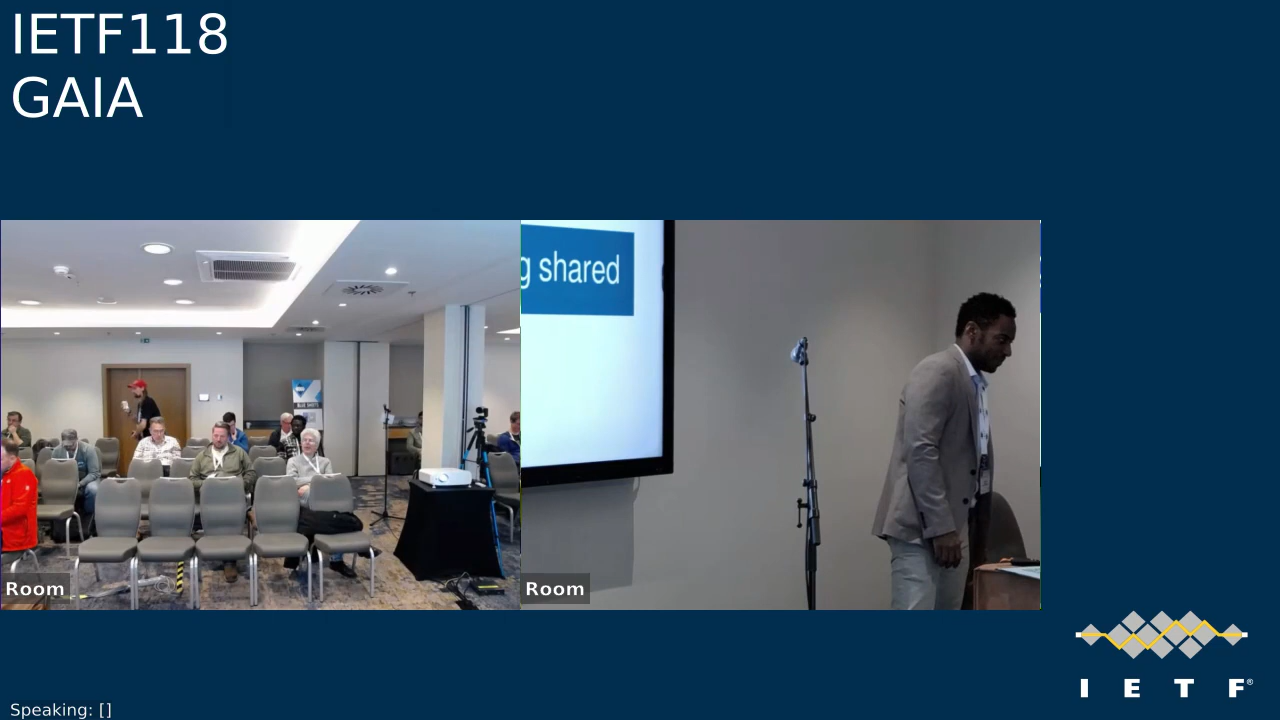 IETF118
GAIA
g shared
Room
Room
I E T F®
Speaking: []